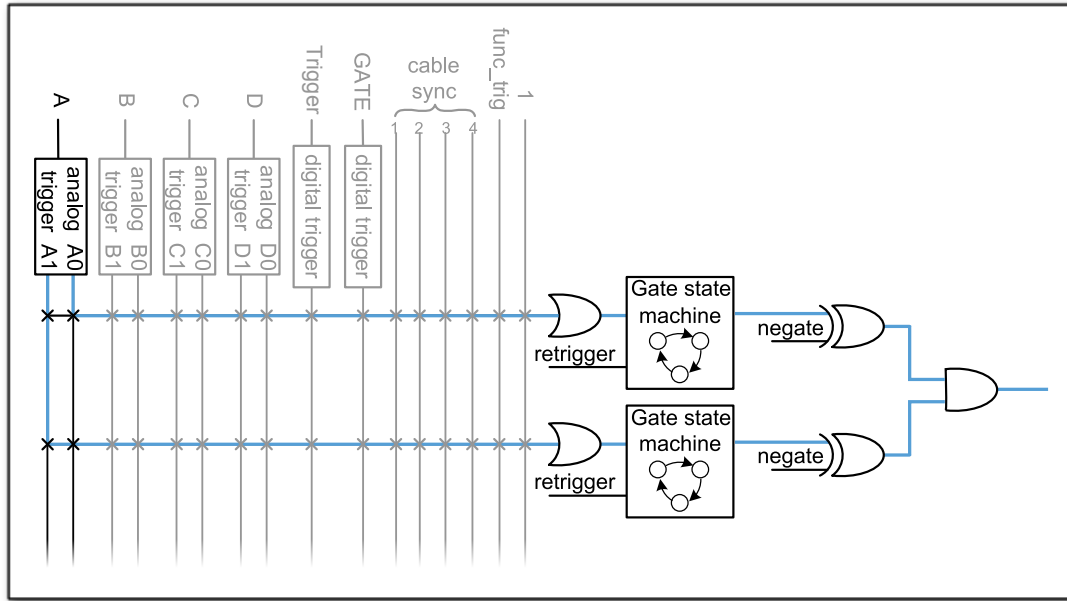 A
B
C
D
Trigger
GATE
cable
sync
func_trig
1
1
2
3
4
analog A0
trigger A1
analog B0
trigger B1
analog C0
trigger C1
analog D0
trigger D1
digital trigger
digital trigger
Gate state
machine
retrigger
negate
Gate state
machine
retrigger
negate